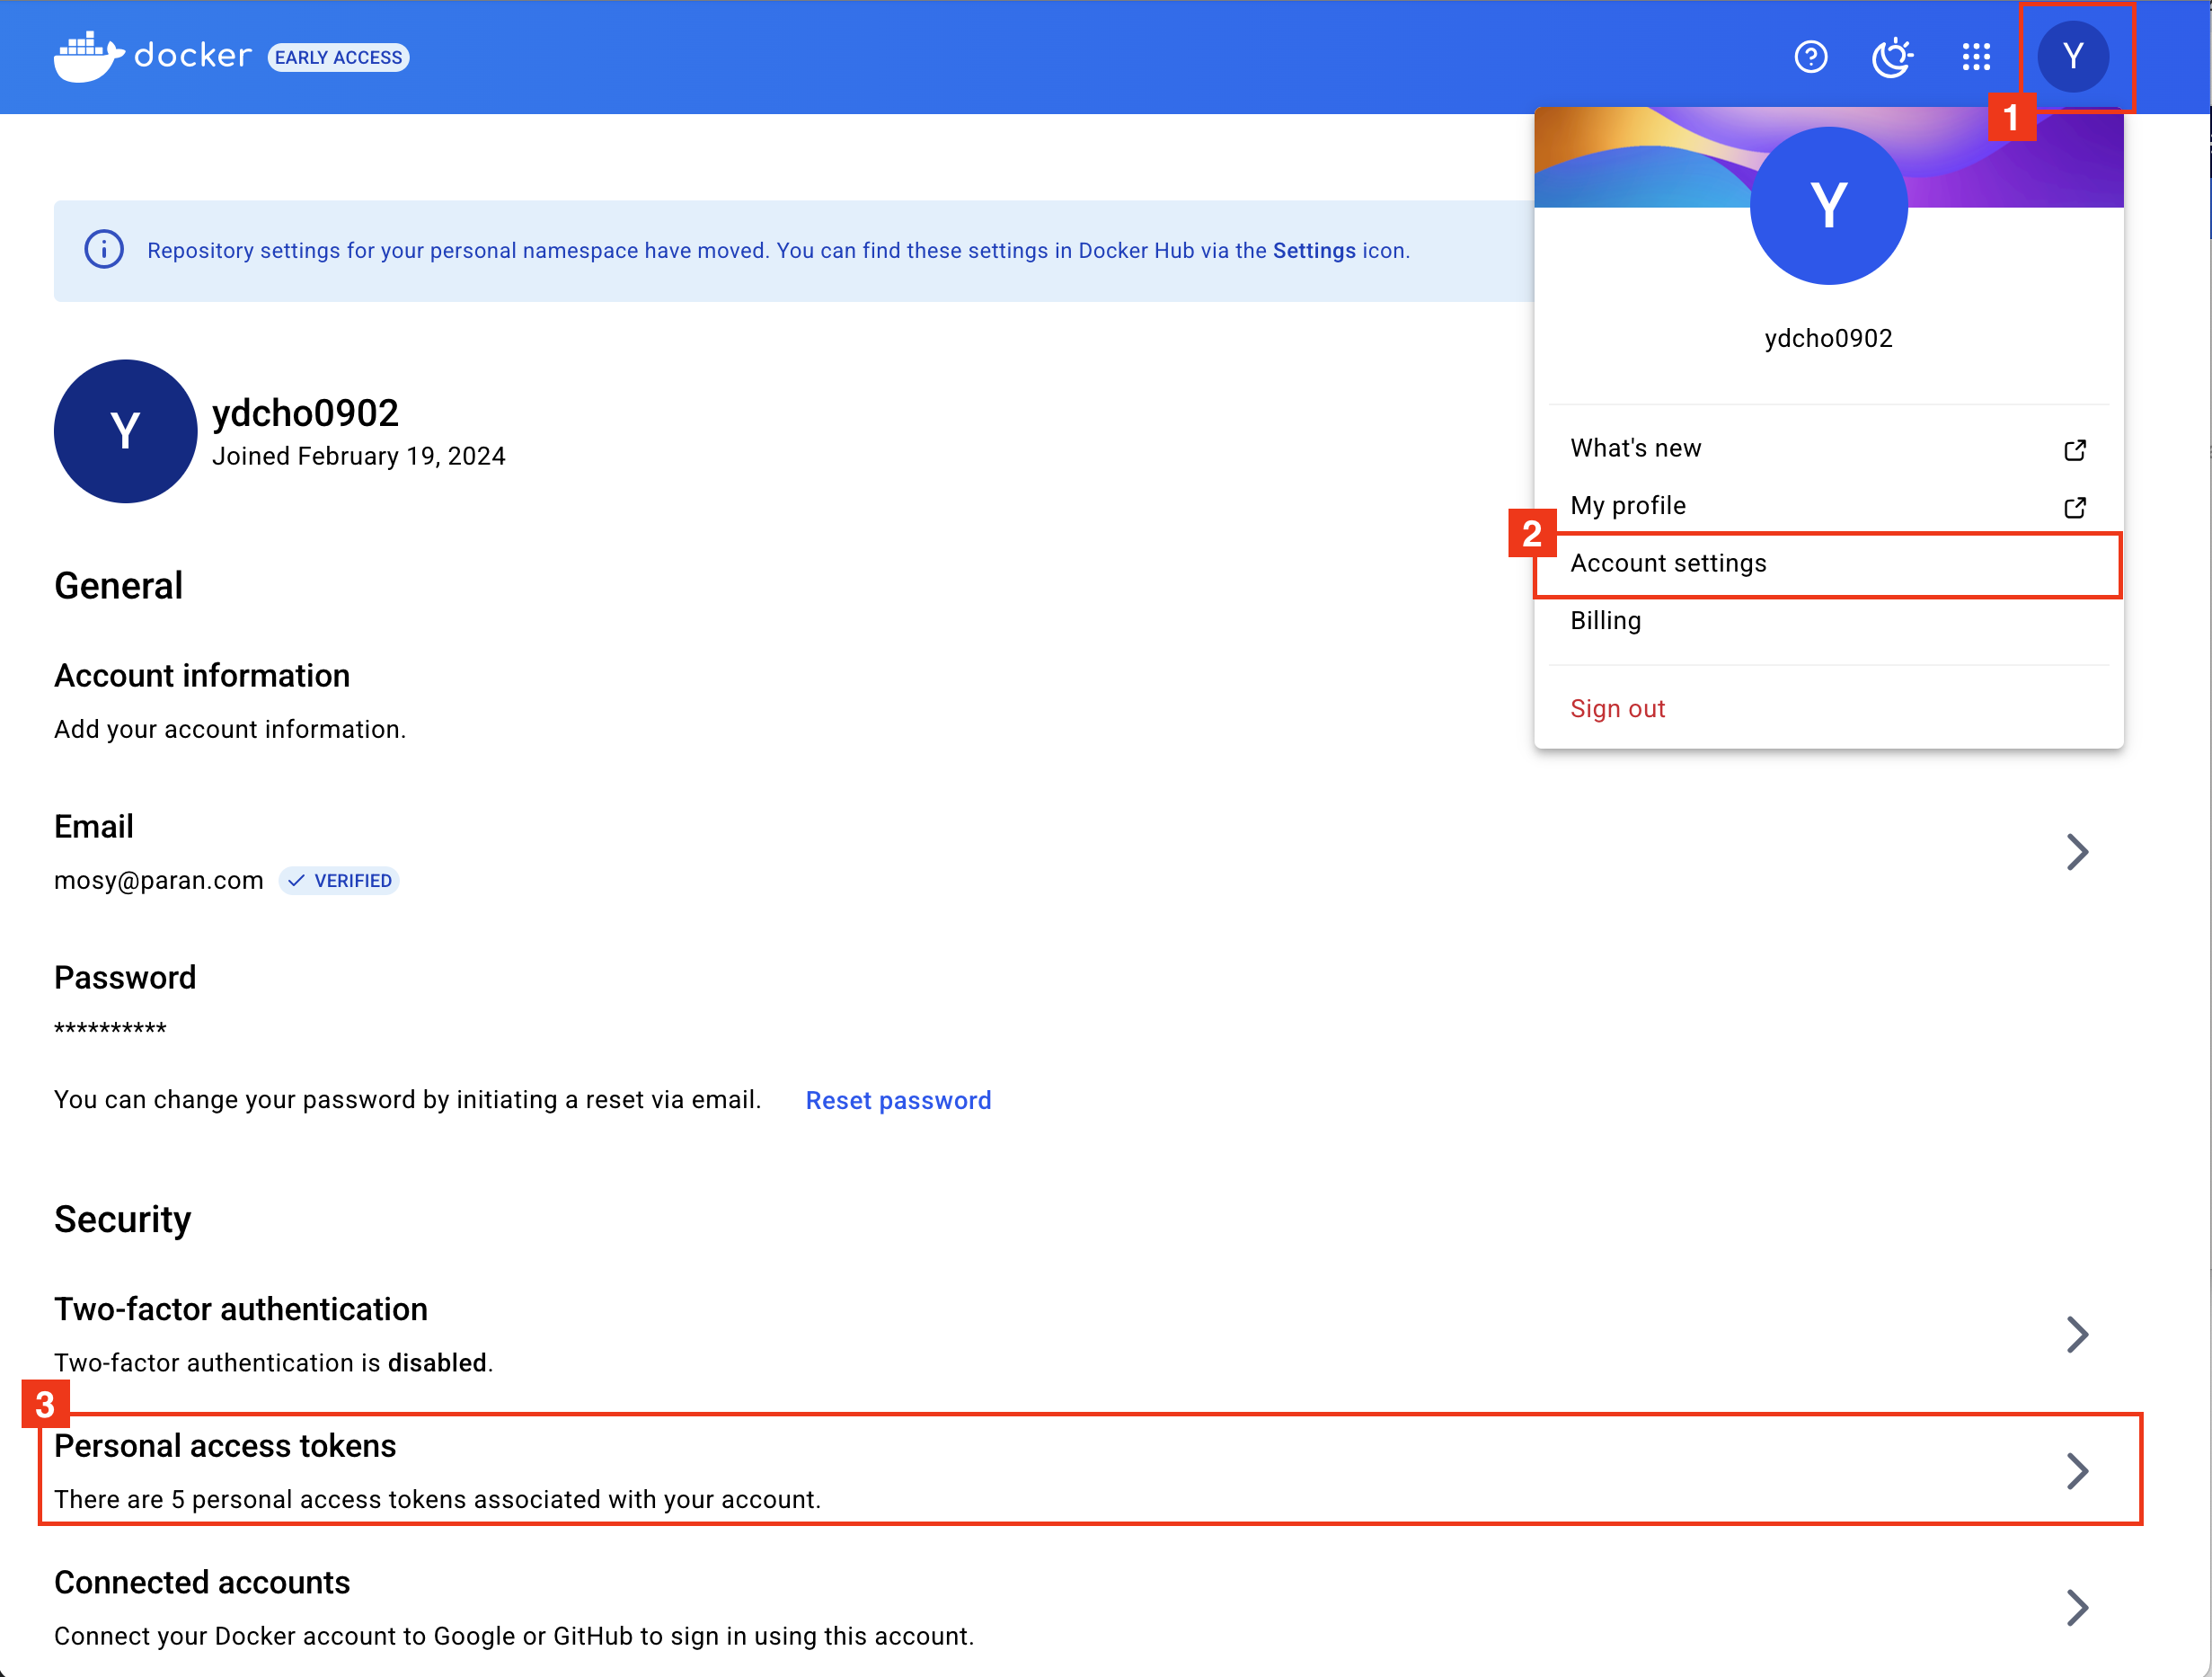 docker EARLY ACCESS
Y
1
Repository settings for your personal namespace have moved. You can find these settings in Docker Hub via the Settings icon.
Y
ydcho0902
What's new
My profile
2
Account settings
Billing
Sign out
Y
ydcho0902
Joined February 19, 2024
General
Account information
Add your account information.
Email
mosy@paran.com VERIFIED
Password
**********
You can change your password by initiating a reset via email. Reset password
Security
Two-factor authentication
Two-factor authentication is disabled.
3
Personal access tokens
There are 5 personal access tokens associated with your account.
Connected accounts
Connect your Docker account to Google or GitHub to sign in using this account.